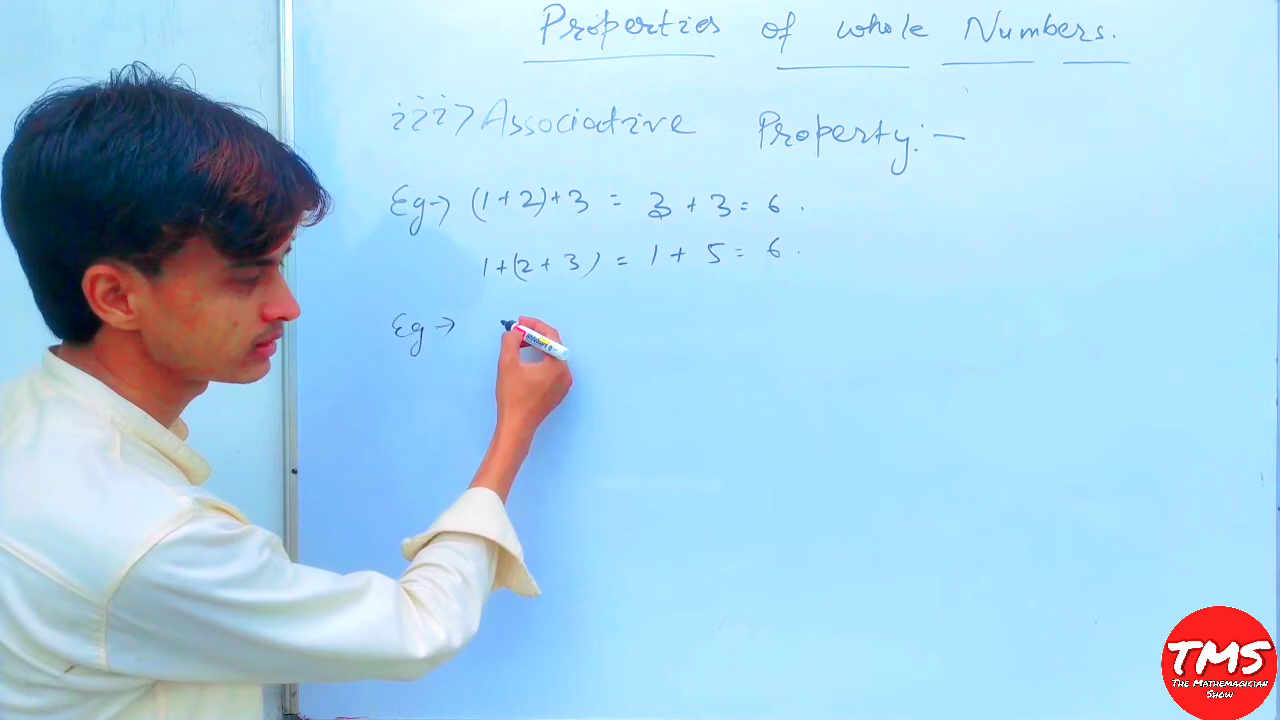 Properties of whole Numbers.
iii> Associative Property:-
Eg→ (1+2)+3 = 3 + 3 = 6.
1+(2+3) = 1 + 5 = 6.
Eg→
TMS
The Mathemagician
Show